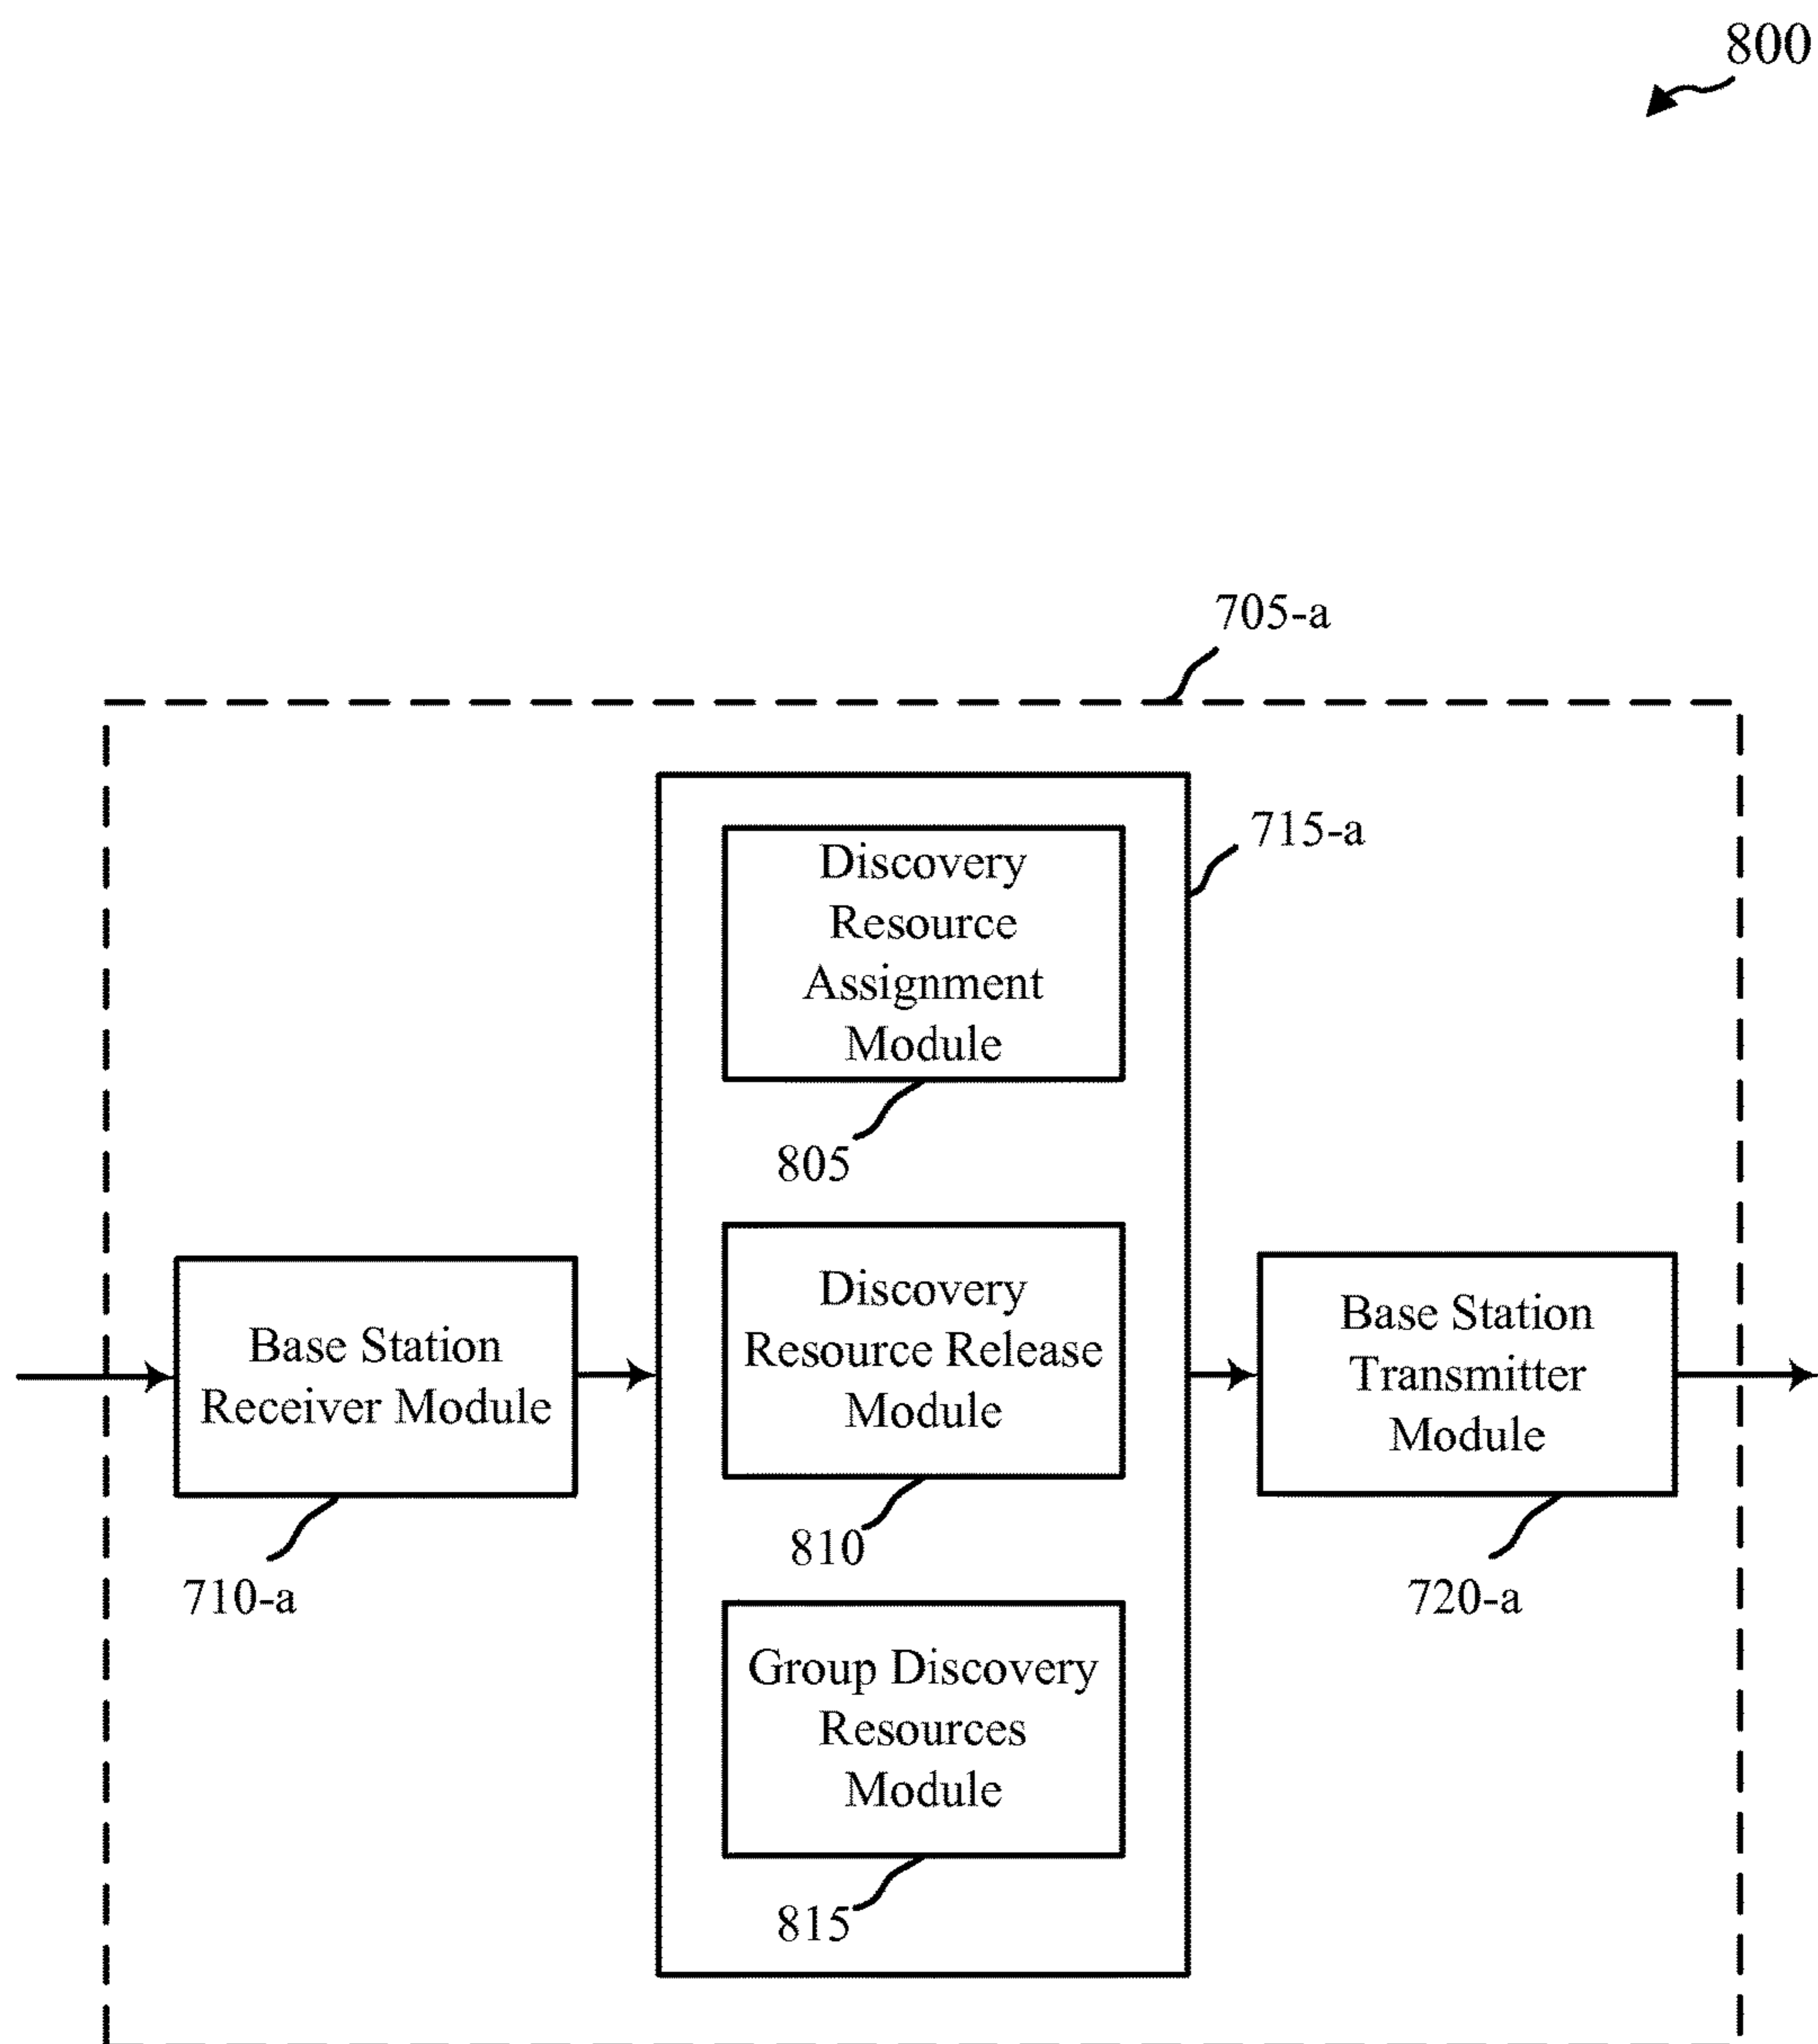 800
705-a
715-a
Discovery
Resource
Assignment
Module
805
Discovery
Resource Release
Module
810
Group Discovery
Resources
Module
815
Base Station
Receiver Module
710-a
Base Station
Transmitter
Module
720-a